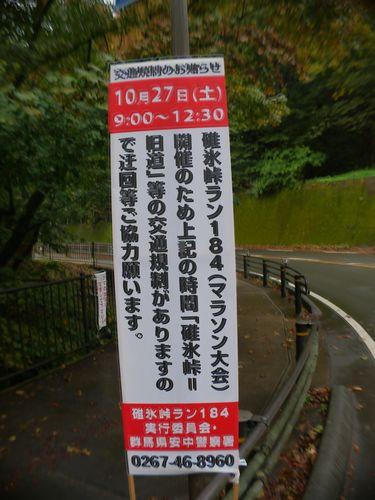 交通規制のお知らせ
10月27日(土)
9:00〜12:30
碓氷峠ラン184(マラソン大会)
開催のため上記の時間「碓氷峠=
旧道」等の交通規制がありますの
で迂回等ご協力願います。
碓氷峠ラン184
実行委員会・
群馬県安中警察署
0267-46-8960